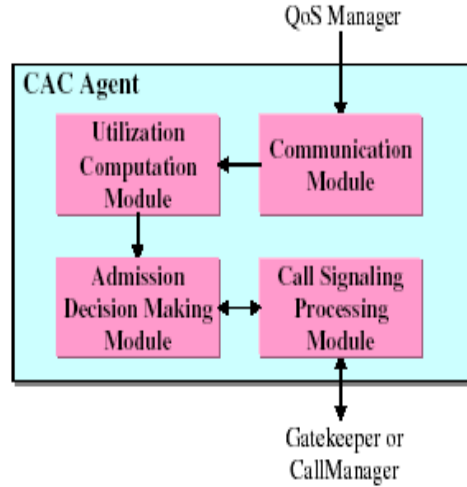 QoS Manager
CAC Agent
Utilization
Computation
Module
Communication
Module
Admission
Decision Making
Module
Call Signaling
Processing
Module
Gatekeeper or
CallManager